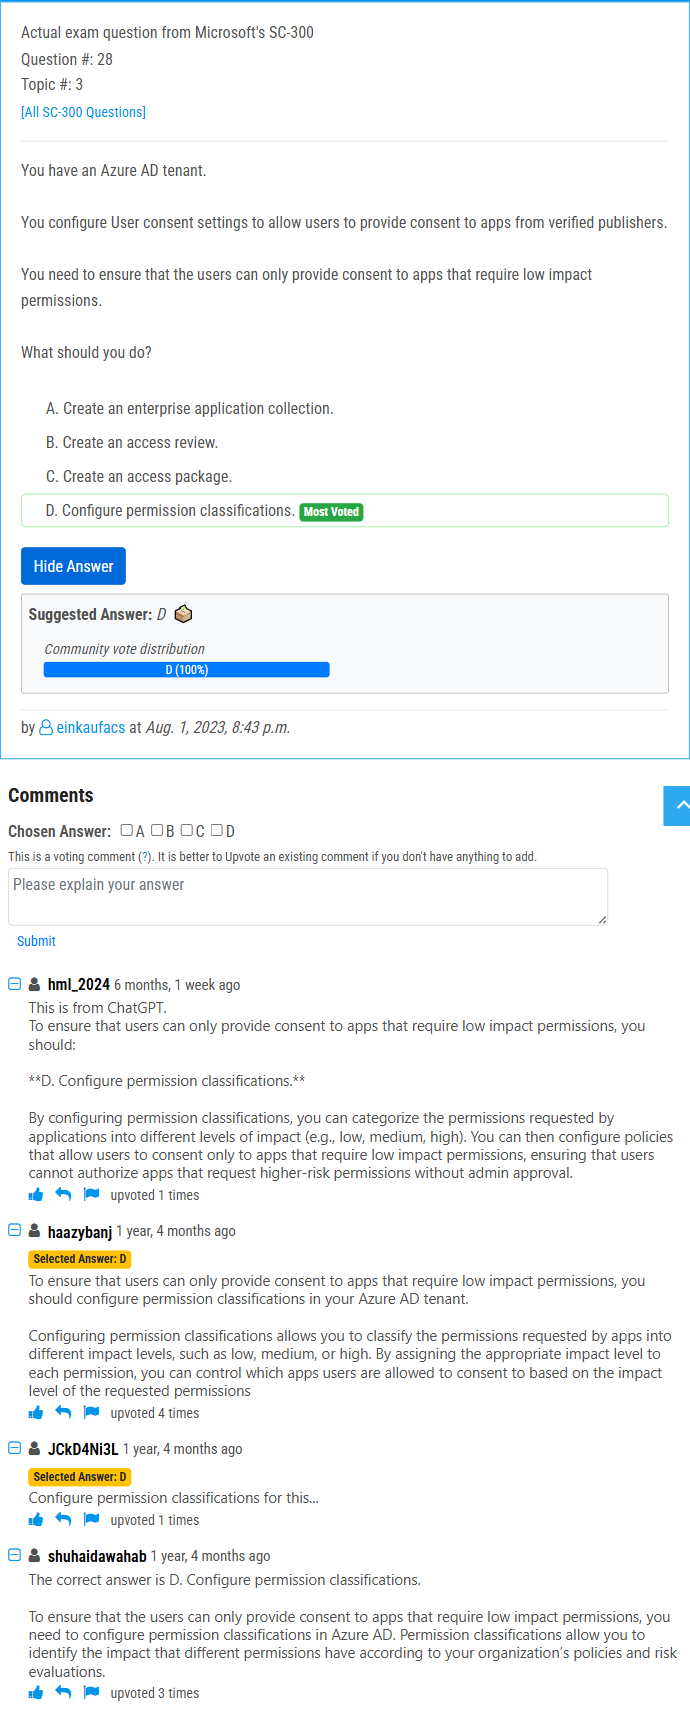 Actual exam question from Microsoft's SC-300
Question #: 28
Topic #: 3
[All SC-300 Questions]
You have an Azure AD tenant.
You configure User consent settings to allow users to provide consent to apps from verified publishers.
You need to ensure that the users can only provide consent to apps that require low impact
permissions.
What should you do?
A. Create an enterprise application collection.
B. Create an access review.
C. Create an access package.
D. Configure permission classifications. Most Voted
Hide Answer
Suggested Answer: D
Community vote distribution
D (100%)
by einkaufacs at Aug. 1, 2023, 8:43 p.m.
Comments
Chosen Answer: A B C D
This is a voting comment (?). It is better to Upvote an existing comment if you don't have anything to add.
Please explain your answer
Submit
hml_2024 6 months, 1 week ago
This is from ChatGPT.
To ensure that users can only provide consent to apps that require low impact permissions, you
should:
**D. Configure permission classifications.**
By configuring permission classifications, you can categorize the permissions requested by
applications into different levels of impact (e.g., low, medium, high). You can then configure policies
that allow users to consent only to apps that require low impact permissions, ensuring that users
cannot authorize apps that request higher-risk permissions without admin approval.
upvoted 1 times
haazybanj 1 year, 4 months ago
Selected Answer: D
To ensure that users can only provide consent to apps that require low impact permissions, you
should configure permission classifications in your Azure AD tenant.
Configuring permission classifications allows you to classify the permissions requested by apps into
different impact levels, such as low, medium, or high. By assigning the appropriate impact level to
each permission, you can control which apps users are allowed to consent to based on the impact
level of the requested permissions
upvoted 4 times
JCkD4Ni3L 1 year, 4 months ago
Selected Answer: D
Configure permission classifications for this...
upvoted 1 times
shuhaidawahab 1 year, 4 months ago
The correct answer is D. Configure permission classifications.
To ensure that the users can only provide consent to apps that require low impact permissions, you
need to configure permission classifications in Azure AD. Permission classifications allow you to
identify the impact that different permissions have according to your organization's policies and risk
evaluations.
upvoted 3 times